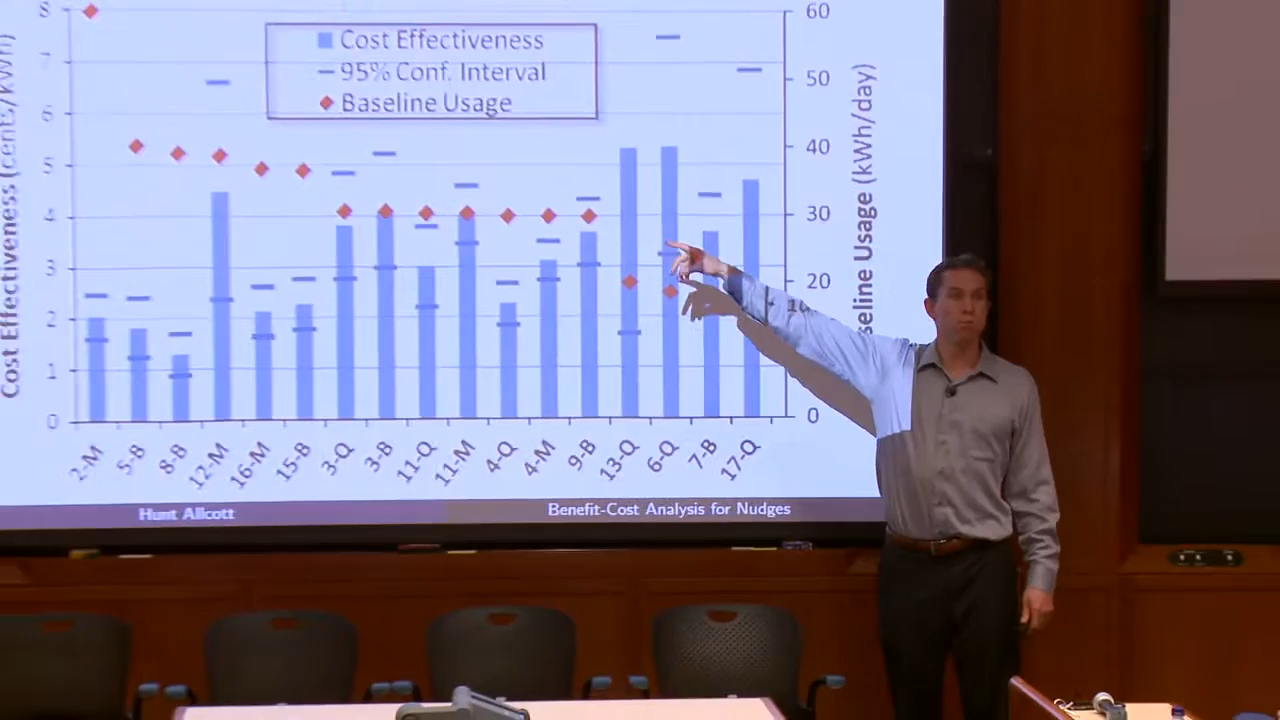 Cost Effectiveness
95% Conf. Interval
Baseline Usage
Cost Effectiveness (cents/kWh)
8
7
6
5
4
3
2
1
0
60
50
40
30
20
10
0
seline Usage (kWh/day)
2-M
5-B
8-B
12-M
16-M
15-B
3-Q
3-B
11-Q
11-M
4-Q
4-M
9-B
13-Q
6-Q
7-B
17-Q
Hunt Allcott
Benefit-Cost Analysis for Nudges